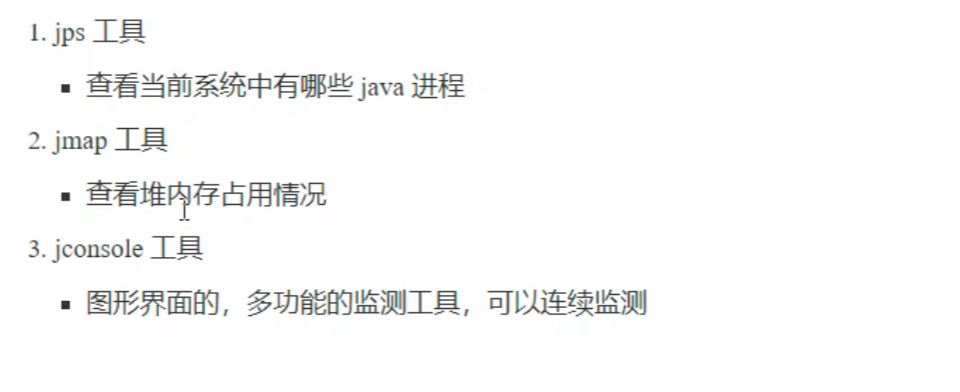 1. jps 工具
▪ 查看当前系统中有哪些 java 进程
2. jmap 工具
▪ 查看堆内存占用情况
3. jconsole 工具
▪ 图形界面的，多功能的监测工具，可以连续监测